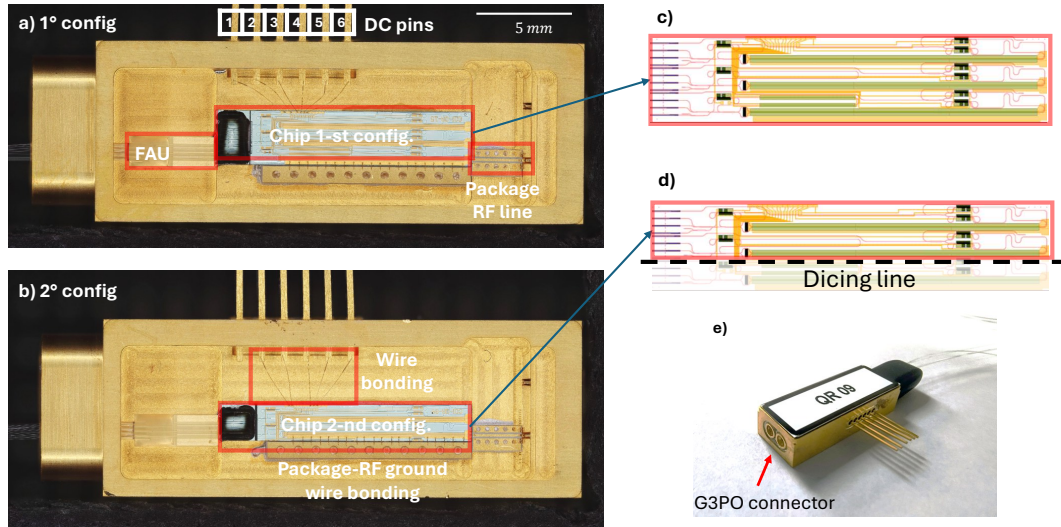 a) 1° config
1 2 3 4 5 6
DC pins
5 mm
Chip 1-st config.
FAU
Package
RF line
b) 2° config
Wire
bonding
Chip 2-nd config.
Package-RF ground
wire bonding
c)
d)
Dicing line
e)
QR 09
G3PO connector